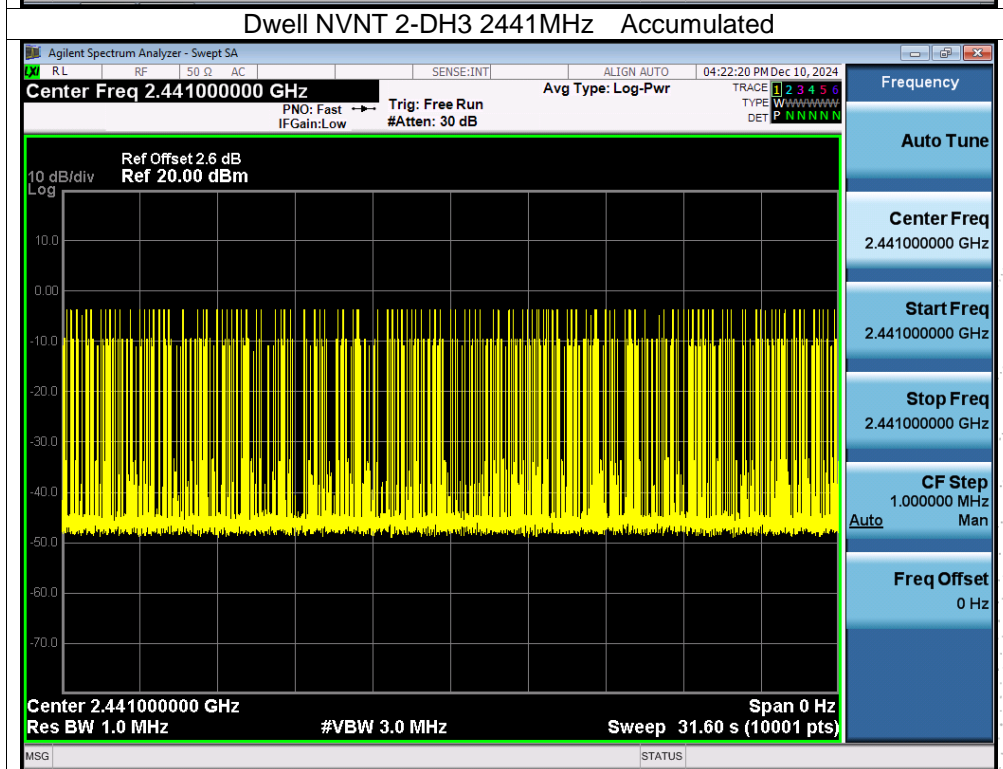 Dwell NVNT 2-DH3 2441MHz Accumulated
Agilent Spectrum Analyzer - Swept SA
LXI RL RF 50 Ω AC SENSE:INT ALIGN AUTO 04:22:20 PM Dec 10, 2024
Center Freq 2.441000000 GHz Avg Type: Log-Pwr TRACE 1 2 3 4 5 6
PNO: Fast Trig: Free Run TYPE WWWWWW
IFGain:Low #Atten: 30 dB DET P N N N N N
Frequency
Auto Tune
Center Freq
2.441000000 GHz
Start Freq
2.441000000 GHz
Stop Freq
2.441000000 GHz
CF Step
1.000000 MHz
Auto Man
Freq Offset
0 Hz
Ref Offset 2.6 dB
10 dB/div Ref 20.00 dBm
Log
10.0
0.00
-10.0
-20.0
-30.0
-40.0
-50.0
-60.0
-70.0
Center 2.441000000 GHz Span 0 Hz
Res BW 1.0 MHz #VBW 3.0 MHz Sweep 31.60 s (10001 pts)
MSG STATUS